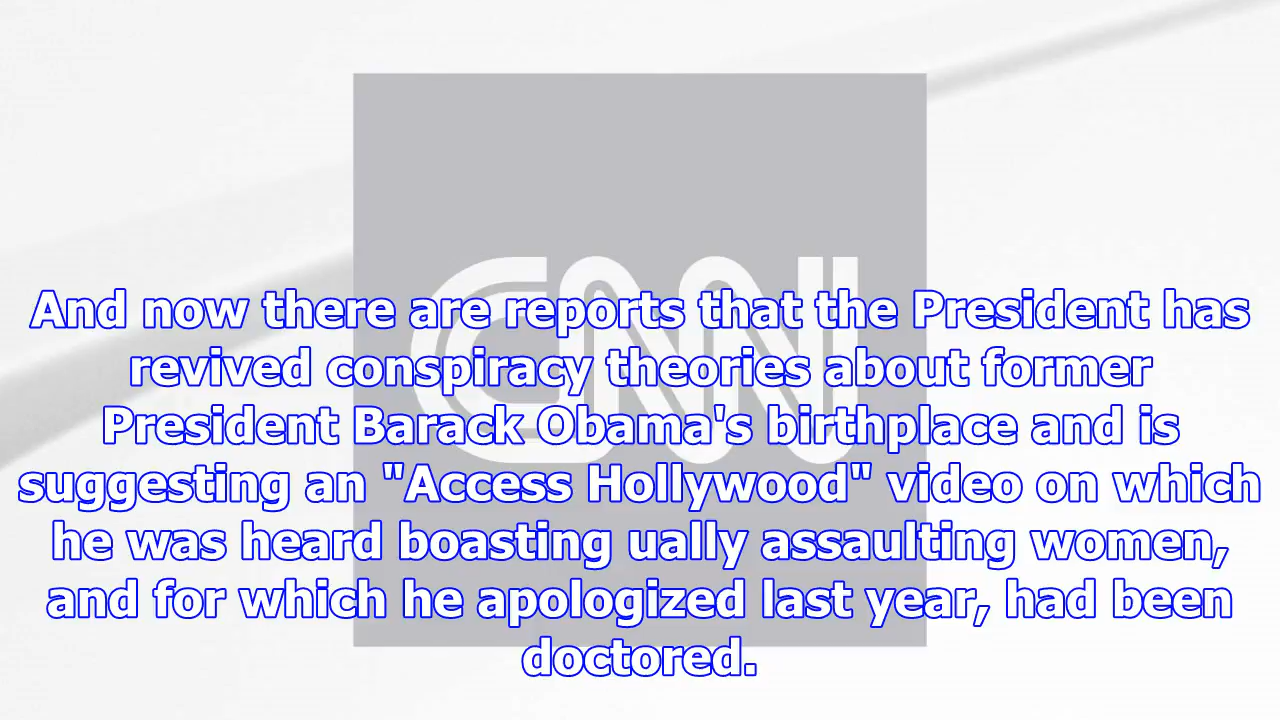 CNN
And now there are reports that the President has
revived conspiracy theories about former
President Barack Obama's birthplace and is
suggesting an "Access Hollywood" video on which
he was heard boasting ually assaulting women,
and for which he apologized last year, had been
doctored.